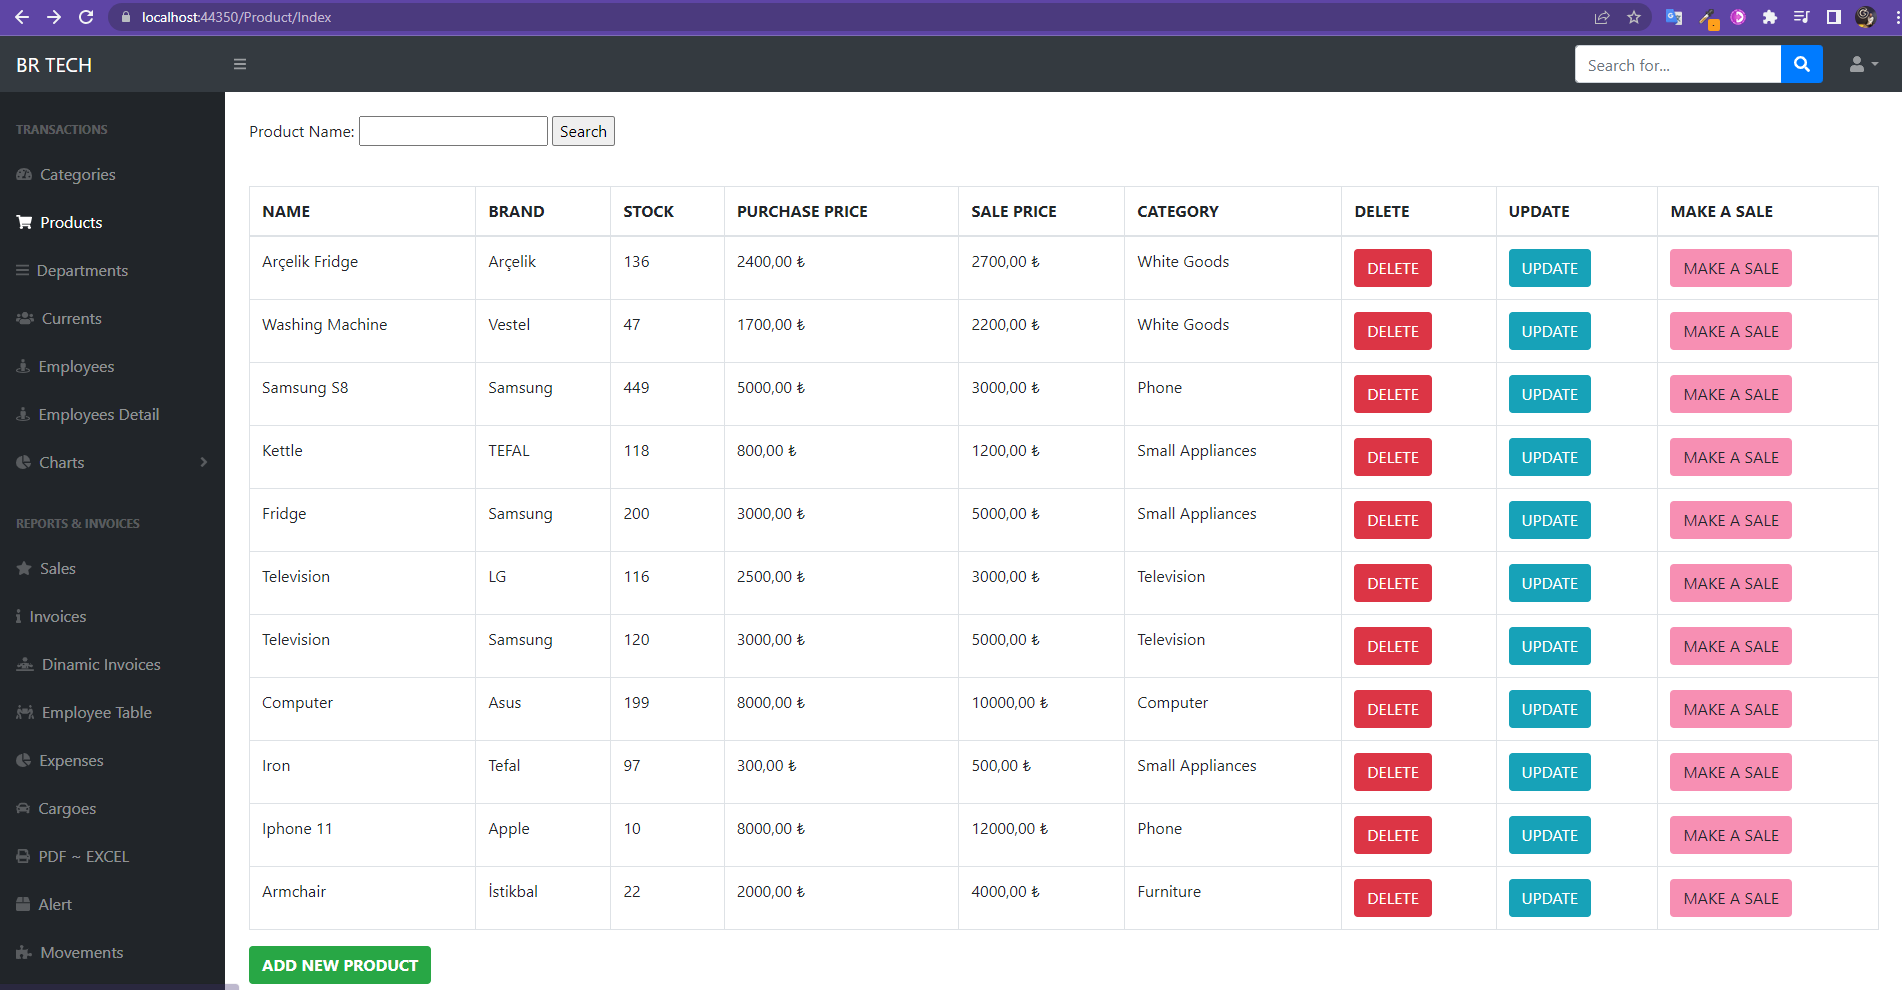 localhost:44350/Product/Index
BR TECH
Search for...
TRANSACTIONS
Categories
Products
Departments
Currents
Employees
Employees Detail
Charts
REPORTS & INVOICES
Sales
Invoices
Dinamic Invoices
Employee Table
Expenses
Cargoes
PDF ~ EXCEL
Alert
Movements
Product Name: Search
NAME BRAND STOCK PURCHASE PRICE SALE PRICE CATEGORY DELETE UPDATE MAKE A SALE
Arçelik Fridge Arçelik 136 2400,00 ₺ 2700,00 ₺ White Goods DELETE UPDATE MAKE A SALE
Washing Machine Vestel 47 1700,00 ₺ 2200,00 ₺ White Goods DELETE UPDATE MAKE A SALE
Samsung S8 Samsung 449 5000,00 ₺ 3000,00 ₺ Phone DELETE UPDATE MAKE A SALE
Kettle TEFAL 118 800,00 ₺ 1200,00 ₺ Small Appliances DELETE UPDATE MAKE A SALE
Fridge Samsung 200 3000,00 ₺ 5000,00 ₺ Small Appliances DELETE UPDATE MAKE A SALE
Television LG 116 2500,00 ₺ 3000,00 ₺ Television DELETE UPDATE MAKE A SALE
Television Samsung 120 3000,00 ₺ 5000,00 ₺ Television DELETE UPDATE MAKE A SALE
Computer Asus 199 8000,00 ₺ 10000,00 ₺ Computer DELETE UPDATE MAKE A SALE
Iron Tefal 97 300,00 ₺ 500,00 ₺ Small Appliances DELETE UPDATE MAKE A SALE
Iphone 11 Apple 10 8000,00 ₺ 12000,00 ₺ Phone DELETE UPDATE MAKE A SALE
Armchair İstikbal 22 2000,00 ₺ 4000,00 ₺ Furniture DELETE UPDATE MAKE A SALE
ADD NEW PRODUCT